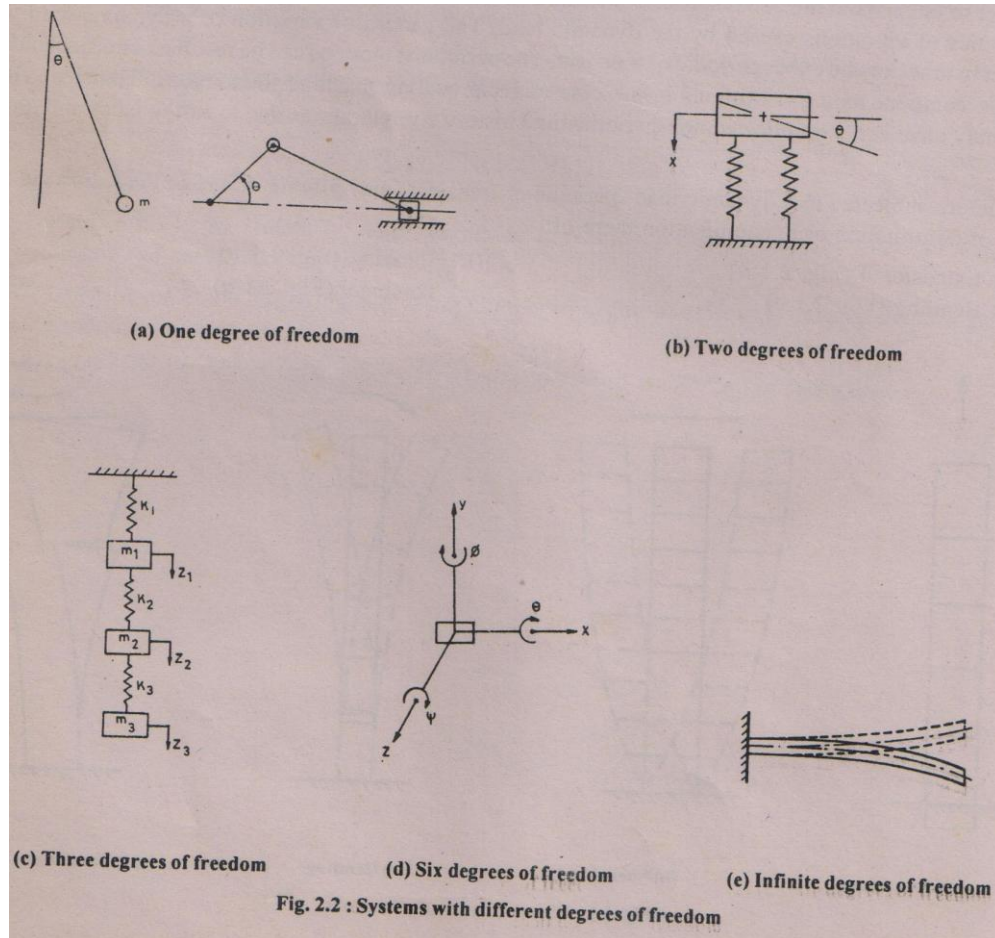 θ
m
θ
x
θ
(a) One degree of freedom
(b) Two degrees of freedom
K1
m1
Z1
K2
m2
Z2
K3
m3
Z3
Y
Ø
θ
X
Ψ
Z
(c) Three degrees of freedom
(d) Six degrees of freedom
(e) Infinite degrees of freedom
Fig. 2.2 : Systems with different degrees of freedom